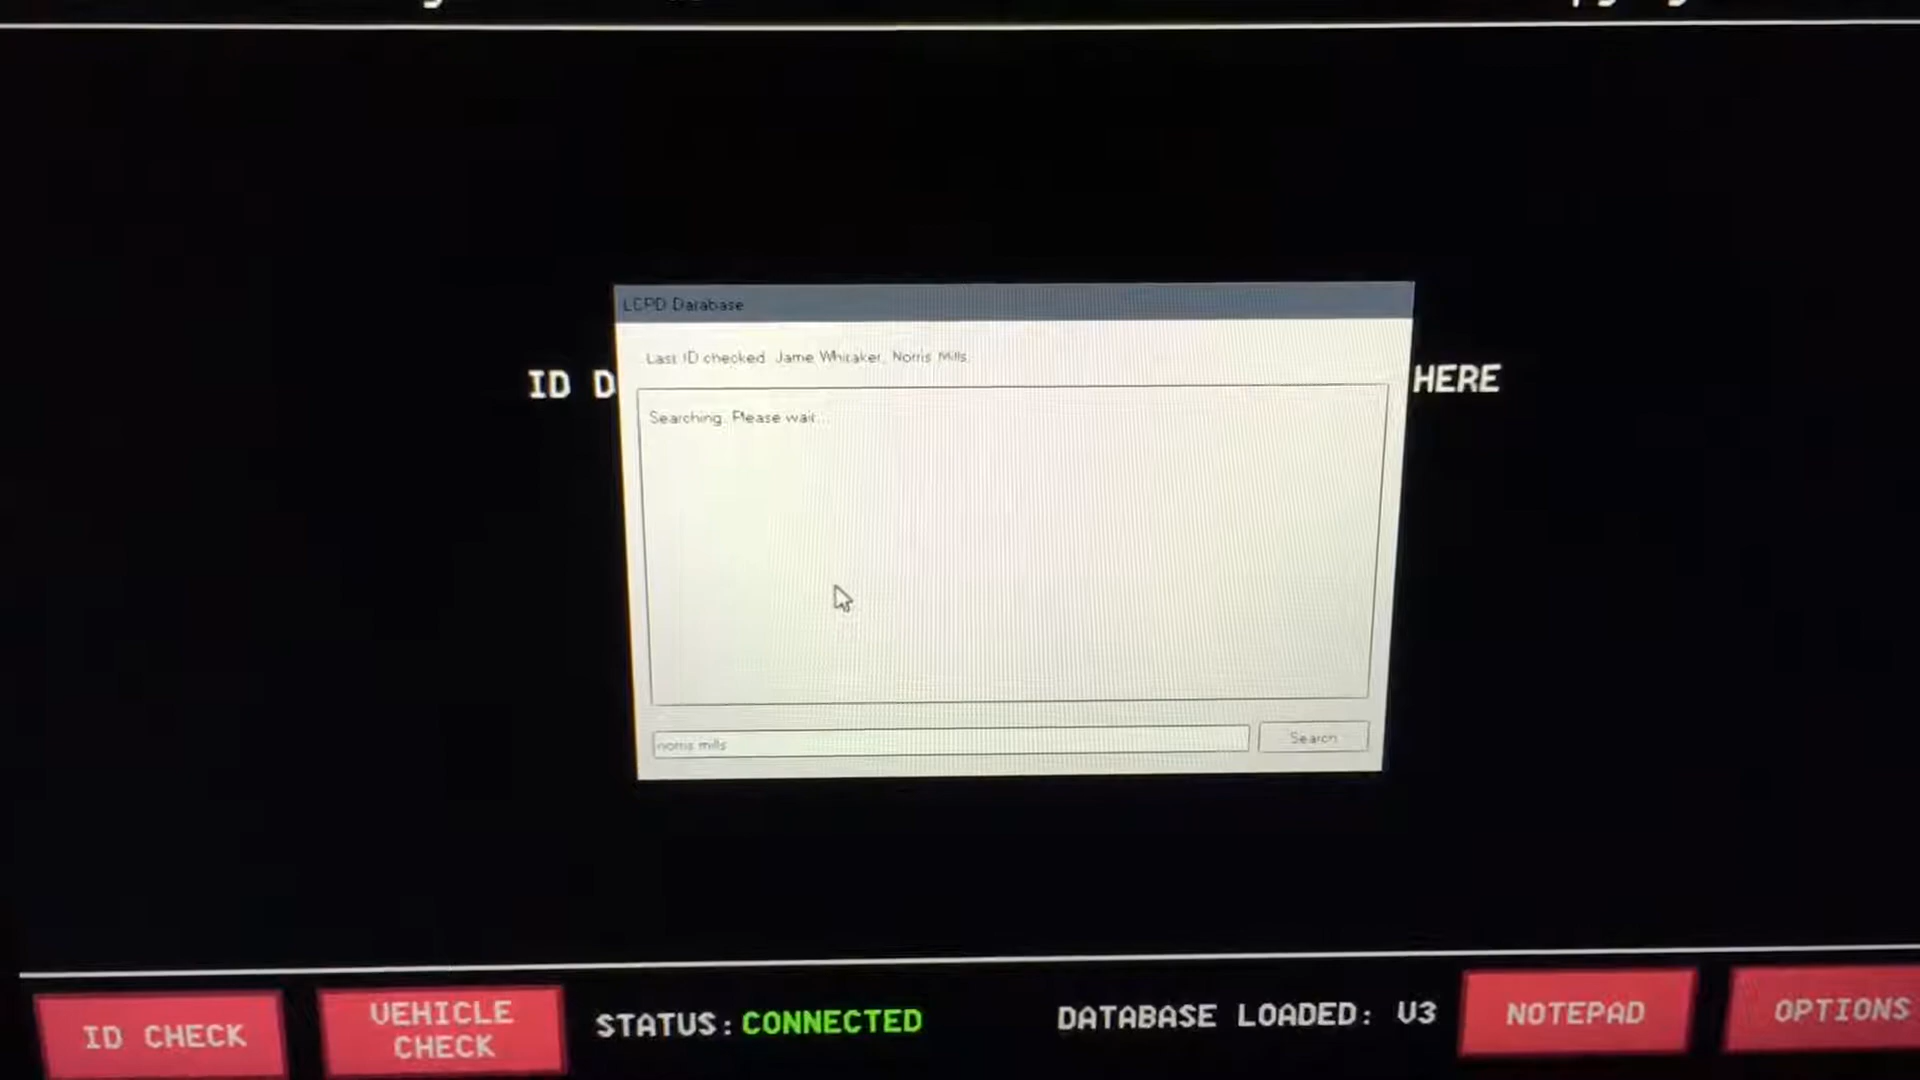 LCPD Database
Last ID checked: Jame Whitaker, Norris Mills,
ID D
HERE
Searching. Please wait...
norris mills
Search
ID CHECK
VEHICLE
CHECK
STATUS: CONNECTED
DATABASE LOADED: V3
NOTEPAD
OPTIONS